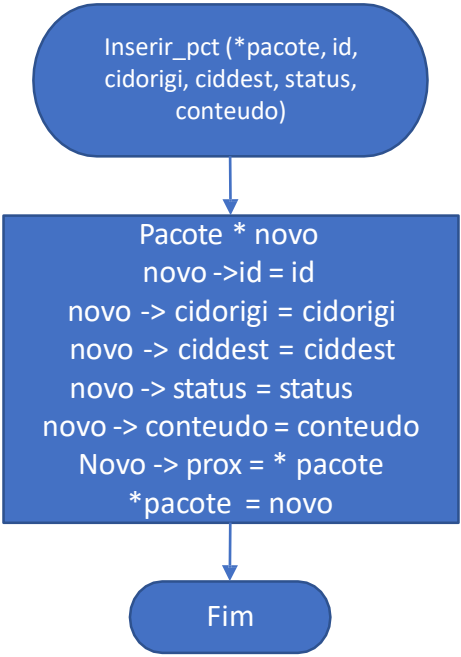 Inserir_pct (*pacote, id,
cidorigi, ciddest, status,
conteudo)
Pacote * novo
novo ->id = id
novo -> cidorigi = cidorigi
novo -> ciddest = ciddest
novo -> status = status
novo -> conteudo = conteudo
Novo -> prox = * pacote
*pacote = novo
Fim